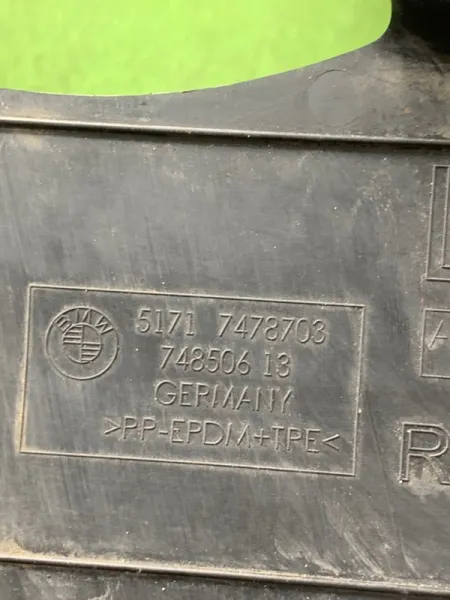 BMW
5171 7478703
748506 13
GERMANY
>PP-EPDM+TPE<
A
R